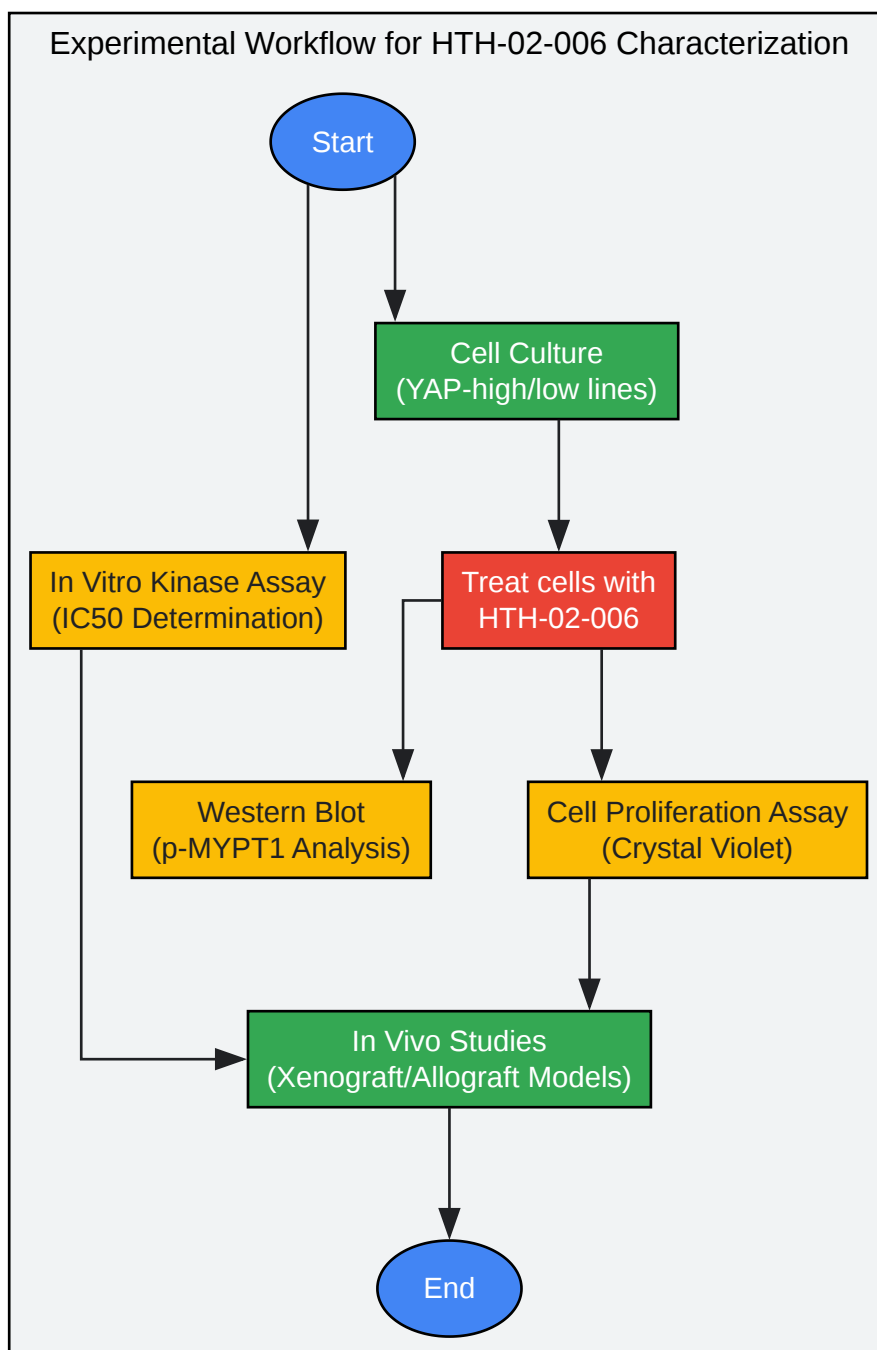 Experimental Workflow for HTH-02-006 Characterization
Start
Cell Culture
(YAP-high/low lines)
In Vitro Kinase Assay
(IC50 Determination)
Treat cells with
HTH-02-006
Western Blot
(p-MYPT1 Analysis)
Cell Proliferation Assay
(Crystal Violet)
In Vivo Studies
(Xenograft/Allograft Models)
End